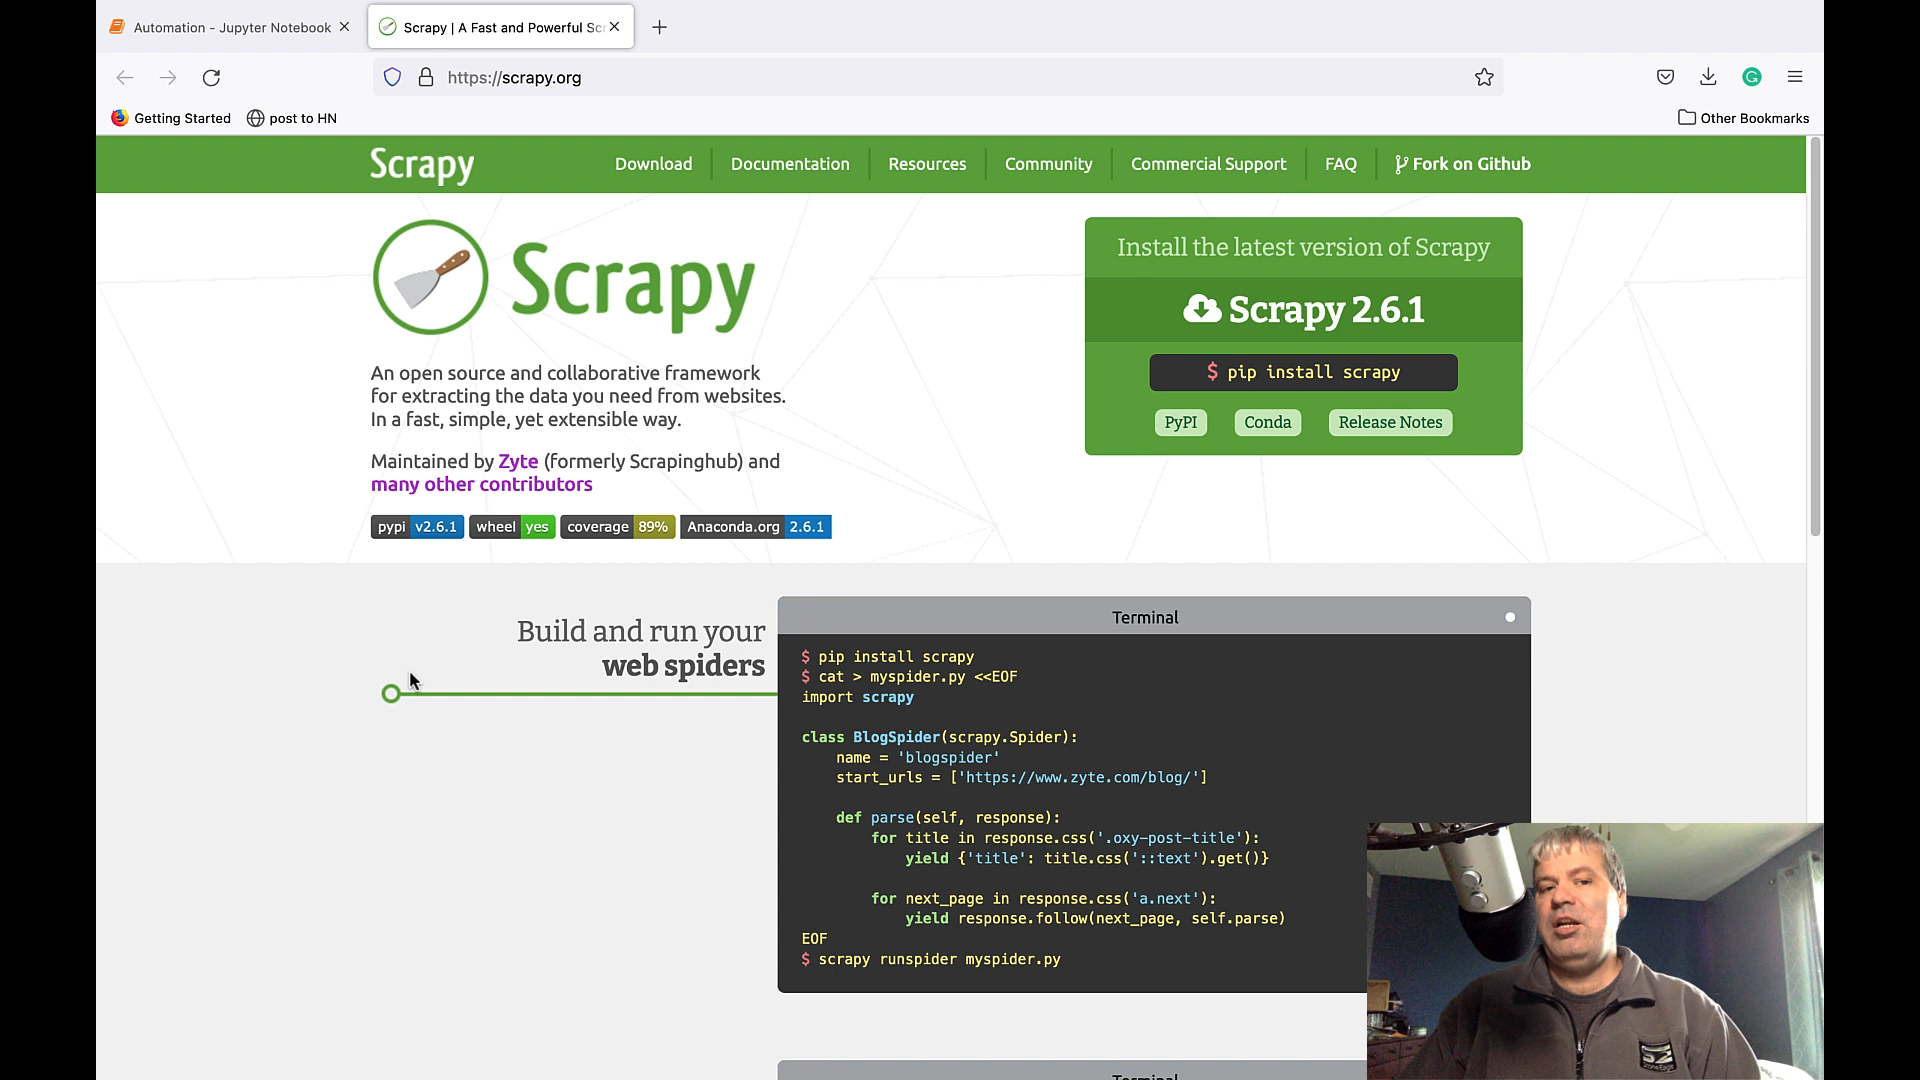 Automation - Jupyter Notebook
Scrapy | A Fast and Powerful Scr
https://scrapy.org
Getting Started
post to HN
Other Bookmarks
Scrapy
Download
Documentation
Resources
Community
Commercial Support
FAQ
Fork on Github
Scrapy
An open source and collaborative framework
for extracting the data you need from websites.
In a fast, simple, yet extensible way.
Maintained by Zyte (formerly Scrapinghub) and
many other contributors
pypi v2.6.1 wheel yes coverage 89% Anaconda.org 2.6.1
Install the latest version of Scrapy
Scrapy 2.6.1
$ pip install scrapy
PyPI
Conda
Release Notes
Build and run your
web spiders
Terminal
$ pip install scrapy
$ cat > myspider.py <<EOF
import scrapy
class BlogSpider(scrapy.Spider):
name = 'blogspider'
start_urls = ['https://www.zyte.com/blog/']
def parse(self, response):
for title in response.css('.oxy-post-title'):
yield {'title': title.css('::text').get()}
for next_page in response.css('a.next'):
yield response.follow(next_page, self.parse)
EOF
$ scrapy runspider myspider.py
Terminal